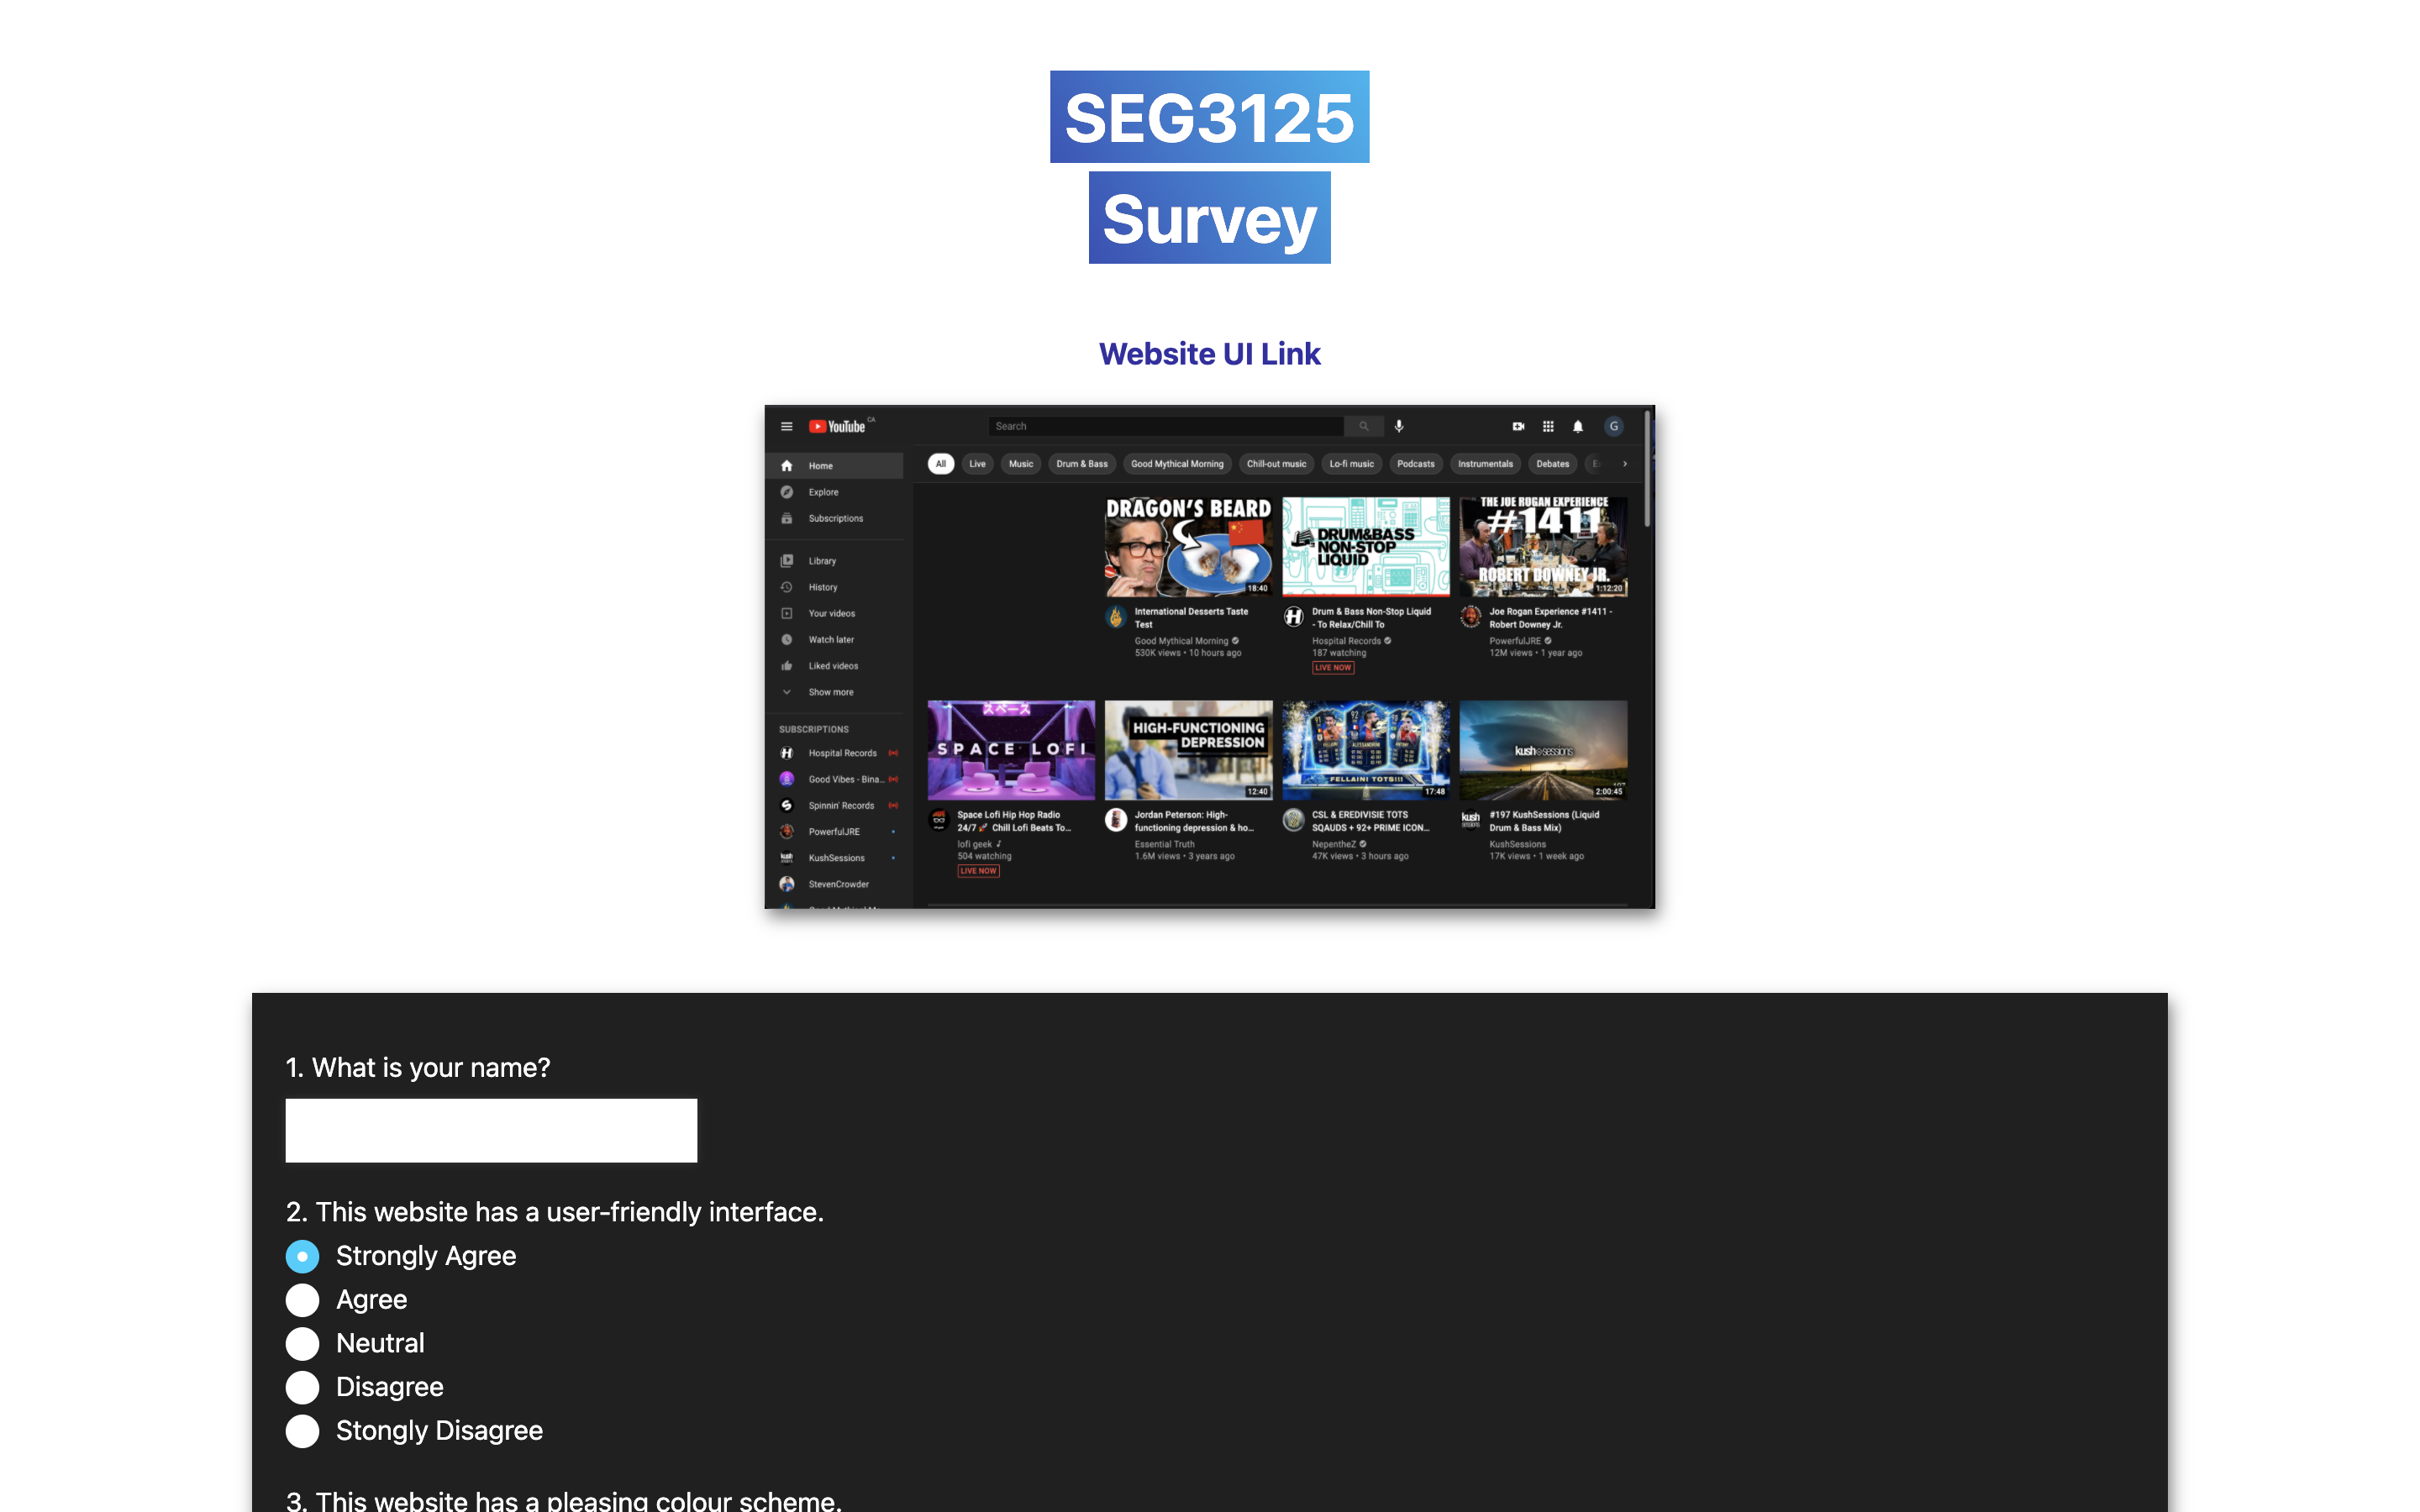 SEG3125
Survey
Website UI Link
YouTube CA
Search
G
Home
Explore
Subscriptions
Library
History
Your videos
Watch later
Liked videos
Show more
SUBSCRIPTIONS
Hospital Records
Good Vibes - Bina...
Spinnin' Records
PowerfulJRE
KushSessions
StevenCrowder
All
Live
Music
Drum & Bass
Good Mythical Morning
Chill-out music
Lo-fi music
Podcasts
Instrumentals
Debates
DRAGON'S BEARD
18:40
International Desserts Taste
Test
Good Mythical Morning
530K views • 10 hours ago
DRUM&BASS
NON-STOP
LIQUID
Drum & Bass Non-Stop Liquid
- To Relax/Chill To
Hospital Records
187 watching
LIVE NOW
THE JOE ROGAN EXPERIENCE
#1411
ROBERT DOWNEY JR.
1:12:20
Joe Rogan Experience #1411 -
Robert Downey Jr.
PowerfulJRE
12M views • 1 year ago
スペース
SPACE LOFI
Space Lofi Hip Hop Radio
24/7 🚀 Chill Lofi Beats To...
lofi geek
504 watching
LIVE NOW
HIGH-FUNCTIONING
DEPRESSION
12:40
Jordan Peterson: High-
functioning depression & ho...
Essential Truth
1.6M views • 3 years ago
FELLAINI TOTS!!!
17:48
CSL & EREDIVISIE TOTS
SQAUDS + 92+ PRIME ICON...
NepentheZ
47K views • 3 hours ago
kush sessions
2:00:45
#197 KushSessions (Liquid
Drum & Bass Mix)
KushSessions
17K views • 1 week ago
1. What is your name?
2. This website has a user-friendly interface.
Strongly Agree
Agree
Neutral
Disagree
Stongly Disagree
3. This website has a pleasing colour scheme.